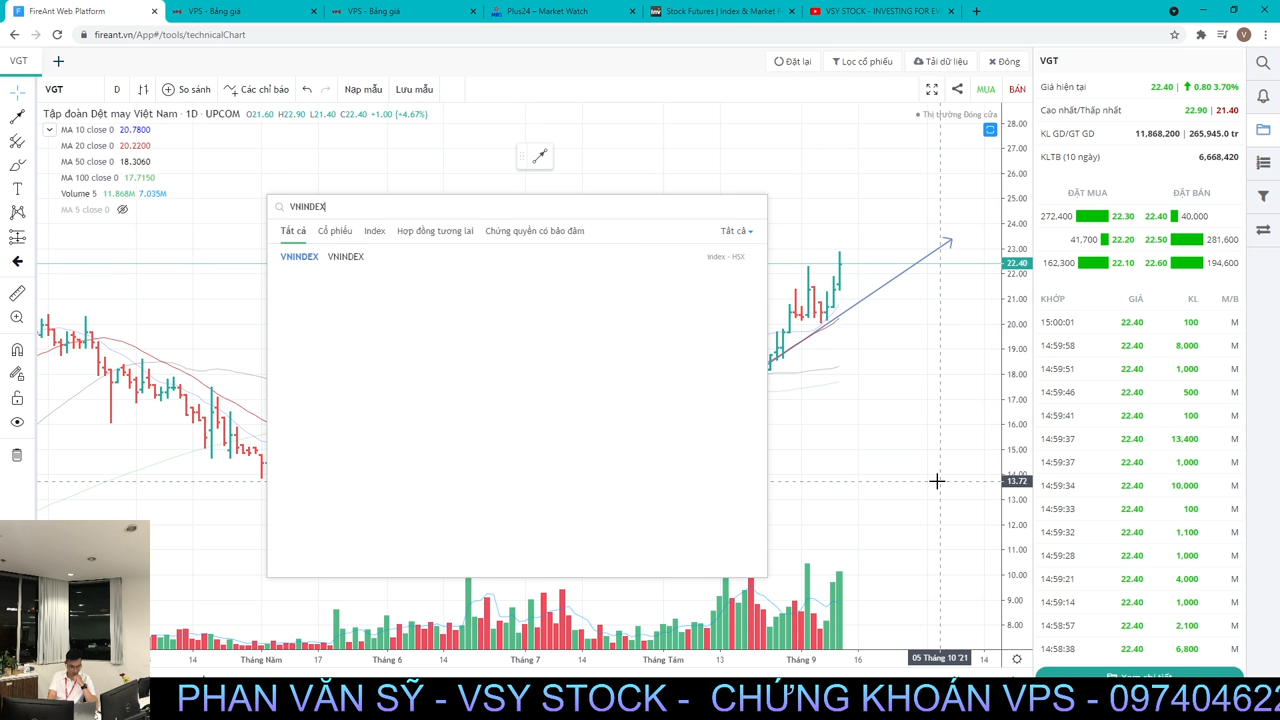 FireAnt Web Platform
VPS - Bảng giá
VPS - Bảng giá
Plus24 – Market Watch
Stock Futures | Index & Market F
VSY STOCK - INVESTING FOR EV
fireant.vn/App#/tools/technicalChart
VGT
Đặt lại
Lọc cổ phiếu
Tải dữ liệu
Đóng
VGT
D
So sánh
Các chỉ báo
Nạp mẫu
Lưu mẫu
MUA
BÁN
Tập đoàn Dệt may Việt Nam · 1D · UPCOM O21.60 H22.90 L21.40 C22.40 +1.00 (+4.67%)
Thị trường Đóng cửa
MA 10 close 0 20.7800
MA 20 close 0 20.2200
MA 50 close 0 18.3060
MA 100 close 0 17.7150
Volume 5 11.868M 7.035M
MA 5 close 0
VNINDEX
Tất cả
Cổ phiếu
Index
Hợp đồng tương lai
Chứng quyền có bảo đảm
Tất cả
VNINDEX VNINDEX
index - HSX
28.00
27.00
26.00
25.00
24.00
23.00
22.40
22.00
21.00
20.00
19.00
18.00
17.00
16.00
15.00
14.00
13.72
13.00
12.00
11.00
10.00
9.00
8.00
14
Tháng Năm
17
Tháng 6
14
Tháng 7
14
Tháng Tám
13
Tháng 9
16
05 Tháng 10 '21
14
VGT
Giá hiện tại 22.40 | 0.80 3.70%
Cao nhất/Thấp nhất 22.90 | 21.40
KL GD/GT GD 11,868,200 | 265,945.0 tr
KLTB (10 ngày) 6,668,420
ĐẶT MUA ĐẶT BÁN
272,400 22.30 22.40 40,000
41,700 22.20 22.50 281,600
162,300 22.10 22.60 194,600
KHỚP GIÁ KL M/B
15:00:01 22.40 100 M
14:59:58 22.40 8,000 M
14:59:51 22.40 1,000 M
14:59:46 22.40 500 M
14:59:41 22.40 100 M
14:59:37 22.40 13,400 M
14:59:37 22.40 1,000 M
14:59:34 22.40 10,000 M
14:59:33 22.40 100 M
14:59:32 22.40 1,100 M
14:59:28 22.40 1,000 M
14:59:21 22.40 4,000 M
14:59:14 22.40 1,000 M
14:58:57 22.40 2,100 M
14:58:38 22.40 6,800 M
PHAN VĂN SỸ - VSY STOCK - CHỨNG KHOÁN VPS - 097404622